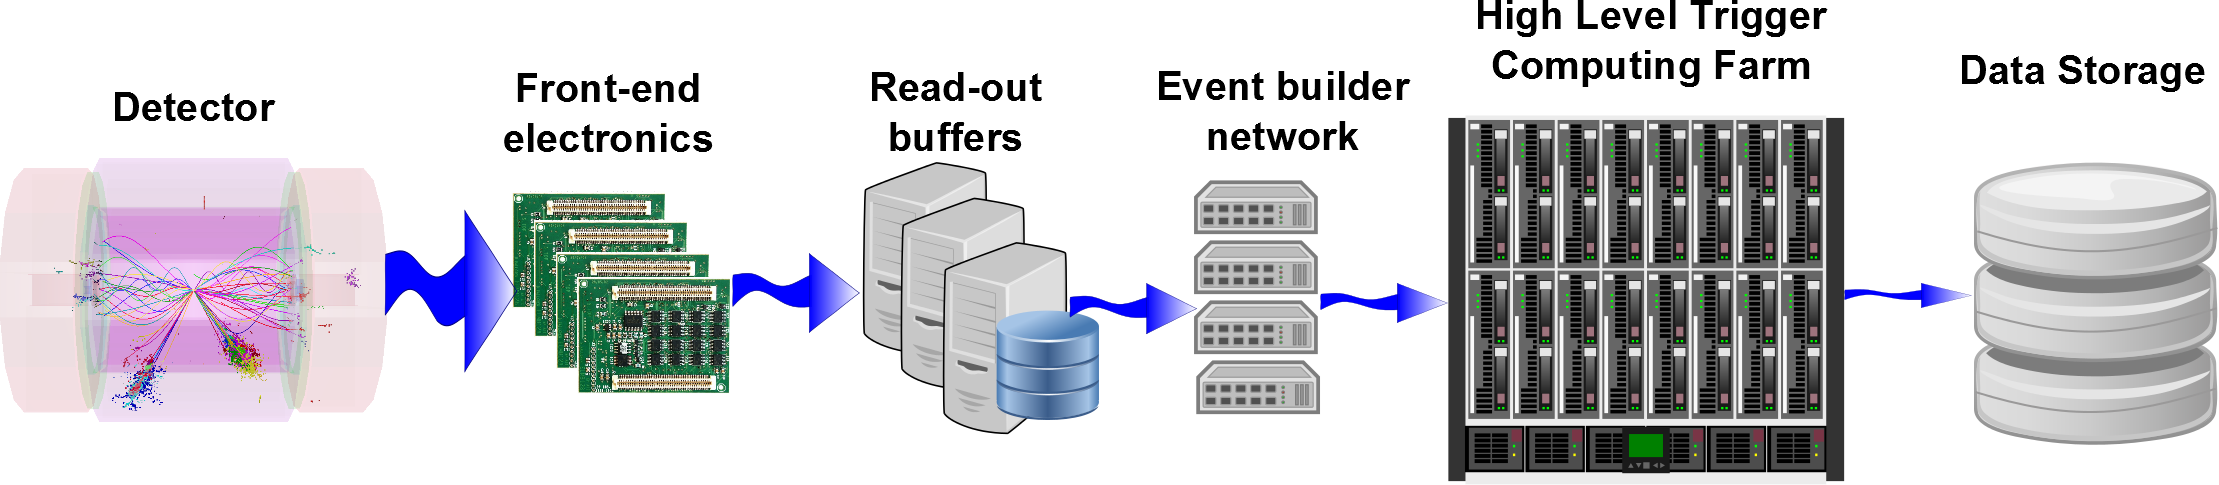 Detector
Front-end
electronics
Read-out
buffers
Event builder
network
High Level Trigger
Computing Farm
Data Storage